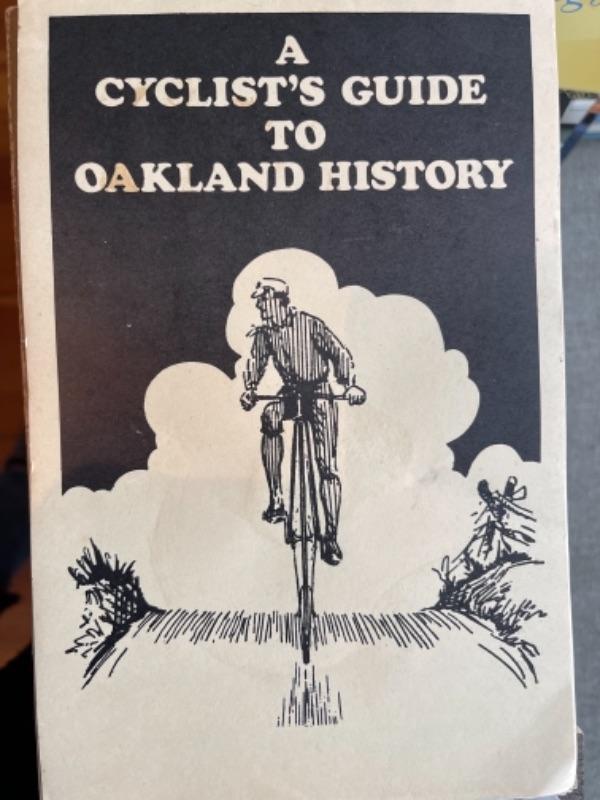 A
CYCLIST'S GUIDE
TO
OAKLAND HISTORY